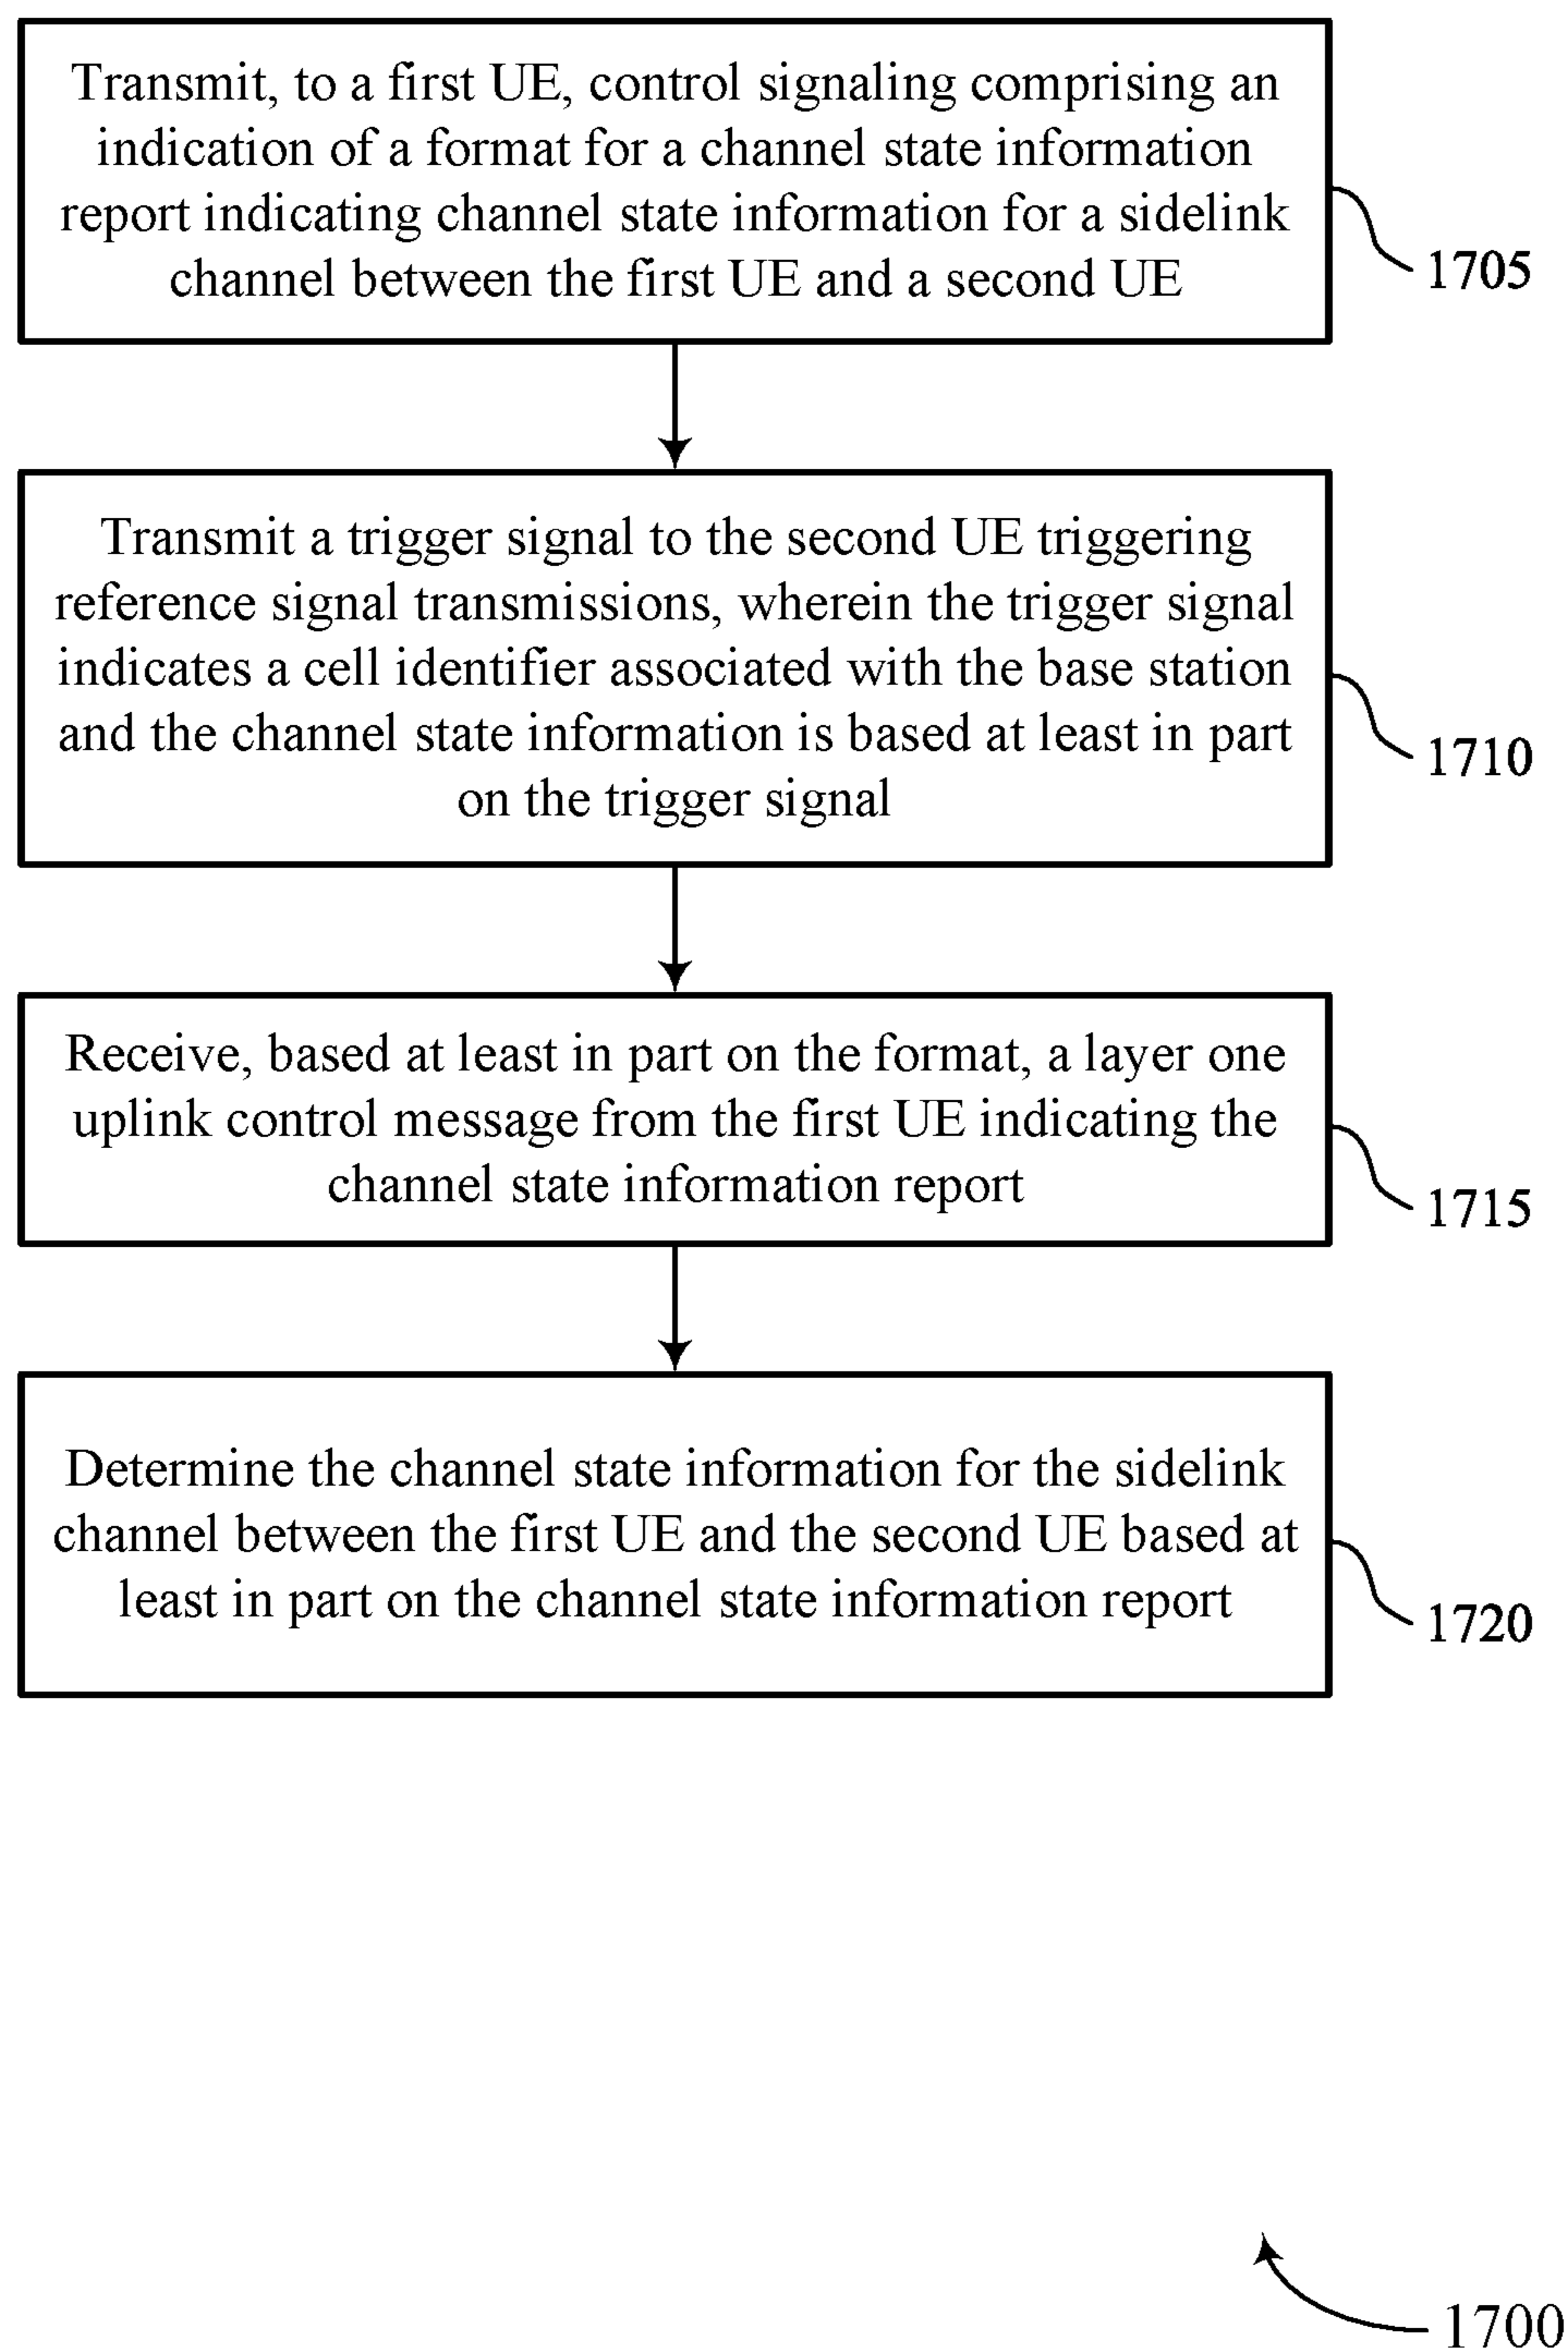 Transmit, to a first UE, control signaling comprising an
indication of a format for a channel state information
report indicating channel state information for a sidelink
channel between the first UE and a second UE
1705
Transmit a trigger signal to the second UE triggering
reference signal transmissions, wherein the trigger signal
indicates a cell identifier associated with the base station
and the channel state information is based at least in part
on the trigger signal
1710
Receive, based at least in part on the format, a layer one
uplink control message from the first UE indicating the
channel state information report
1715
Determine the channel state information for the sidelink
channel between the first UE and the second UE based at
least in part on the channel state information report
1720
1700